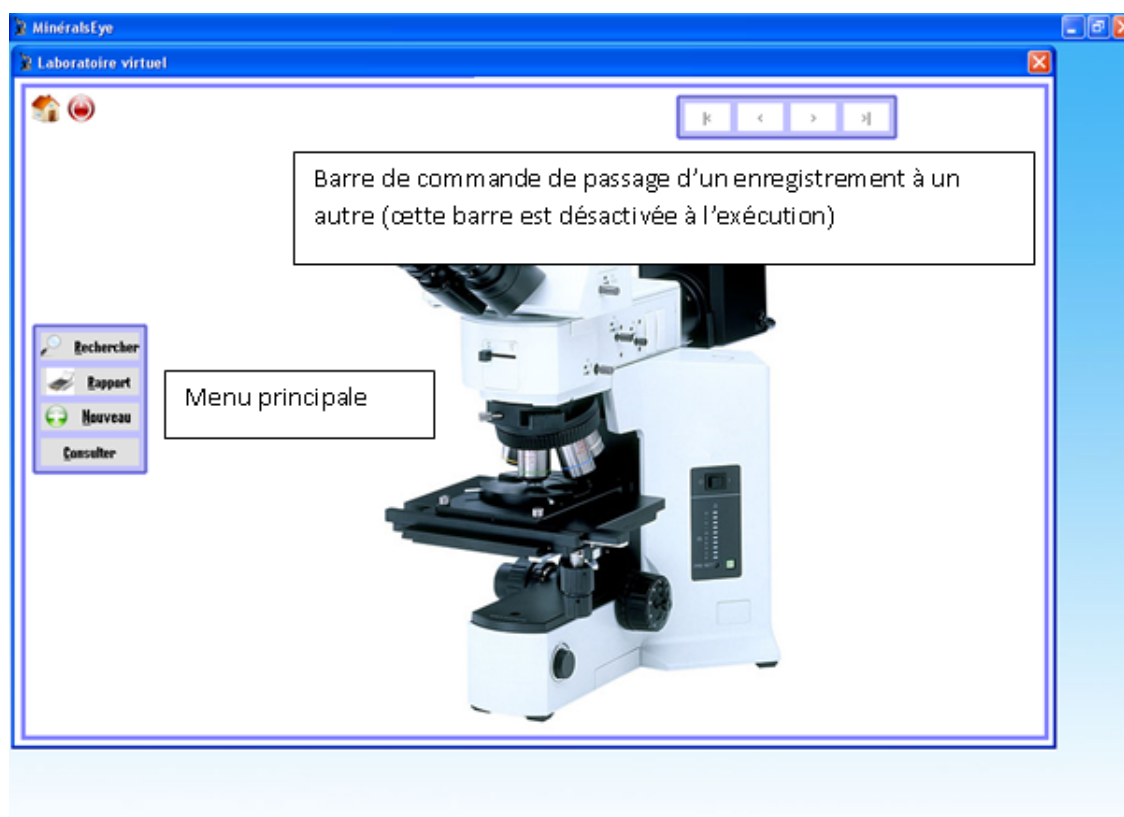 MinéralsEye
Laboratoire virtuel
|< < > >|
Barre de commande de passage d'un enregistrement à un
autre (cette barre est désactivée à l'exécution)
Rechercher
Rapport
Nouveau
Consulter
Menu principale